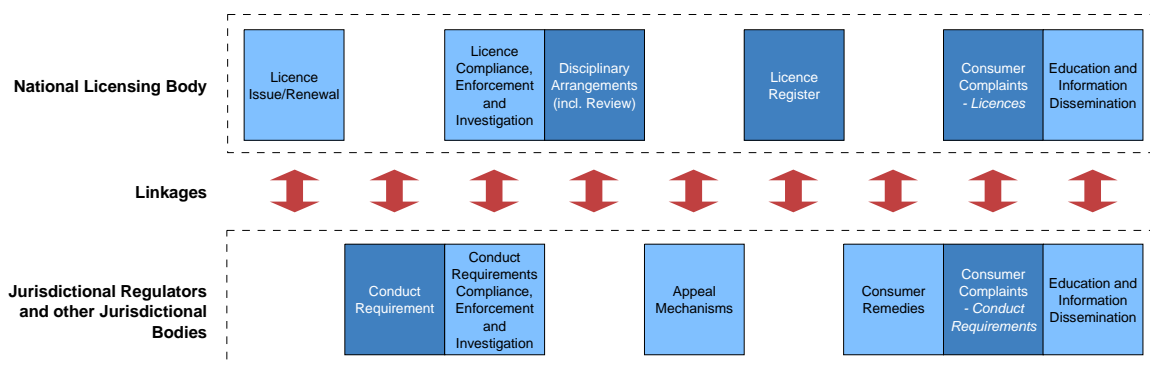 National Licensing Body
Licence
Issue/Renewal
Licence
Compliance,
Enforcement
and
Investigation
Disciplinary
Arrangements
(incl. Review)
Licence
Register
Consumer
Complaints
- Licences
Education and
Information
Dissemination
Linkages
Jurisdictional Regulators
and other Jurisdictional
Bodies
Conduct
Requirement
Conduct
Requirements
Compliance,
Enforcement
and
Investigation
Appeal
Mechanisms
Consumer
Remedies
Consumer
Complaints
- Conduct
Requirements
Education and
Information
Dissemination